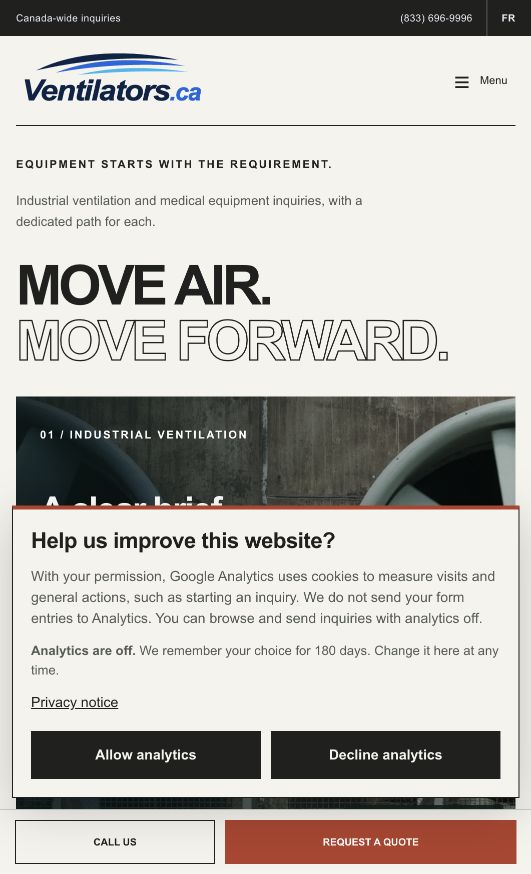 Canada-wide inquiries
(833) 696-9996
FR
Ventilators.ca
Menu
EQUIPMENT STARTS WITH THE REQUIREMENT.
Industrial ventilation and medical equipment inquiries, with a
dedicated path for each.
MOVE AIR.
MOVE FORWARD.
01 / INDUSTRIAL VENTILATION
A clear brief
Help us improve this website?
With your permission, Google Analytics uses cookies to measure visits and
general actions, such as starting an inquiry. We do not send your form
entries to Analytics. You can browse and send inquiries with analytics off.
Analytics are off. We remember your choice for 180 days. Change it here at any
time.
Privacy notice
Allow analytics
Decline analytics
CALL US
REQUEST A QUOTE